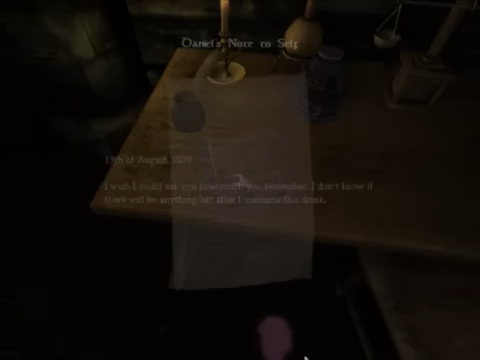 Daniel's Note to Self
19th of August, 1839
I wish I could ask you how much you remember. I don't know if
there will be anything left after I consume this drink.